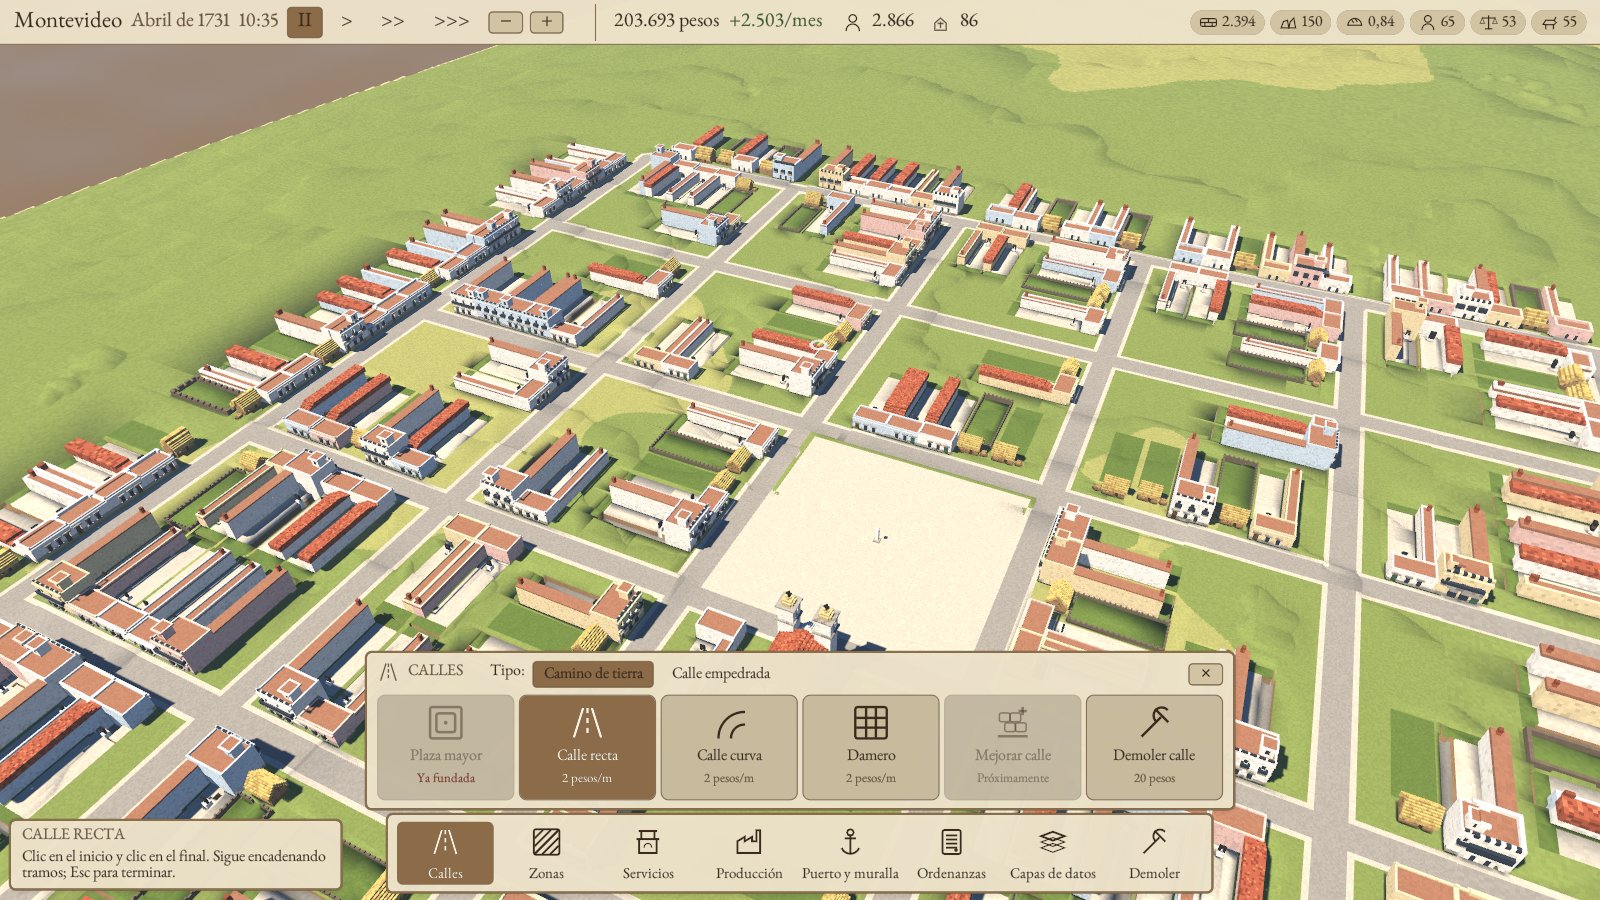 Montevideo Abril de 1731 10:35 II > >> >>> − + 203.693 pesos +2.503/mes 2.866 86 2.394 150 0,84 65 53 55
CALLES Tipo: Camino de tierra Calle empedrada ×
Plaza mayor
Ya fundada
Calle recta
2 pesos/m
Calle curva
2 pesos/m
Damero
2 pesos/m
Mejorar calle
Próximamente
Demoler calle
20 pesos
CALLE RECTA
Clic en el inicio y clic en el final. Sigue encadenando
tramos; Esc para terminar.
Calles
Zonas
Servicios
Producción
Puerto y muralla
Ordenanzas
Capas de datos
Demoler